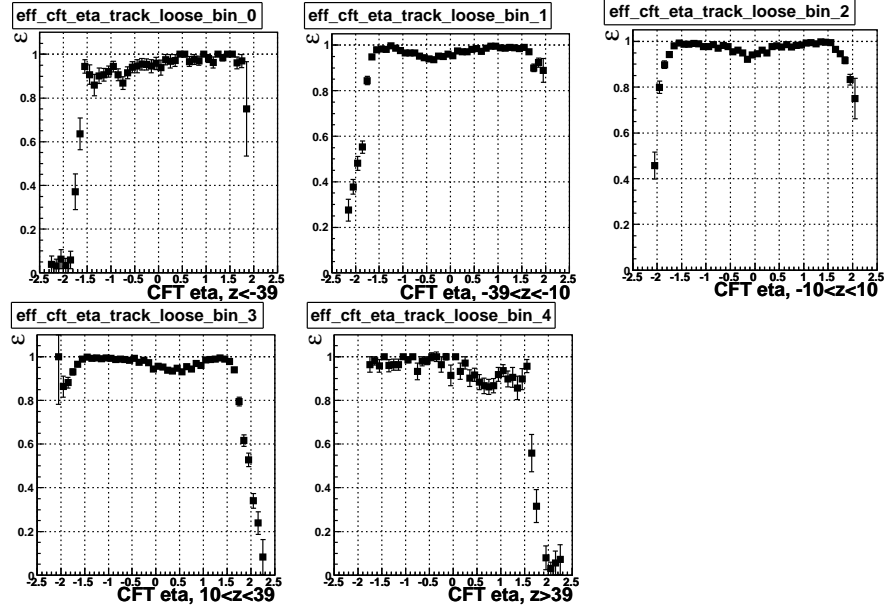 eff_cft_eta_track_loose_bin_0
ε
1
0.8
0.6
0.4
0.2
0
-2.5 -2 -1.5 -1 -0.5 0 0.5 1 1.5 2 2.5
CFT eta, z<-39
eff_cft_eta_track_loose_bin_1
ε
1
0.8
0.6
0.4
0.2
0
-2.5 -2 -1.5 -1 -0.5 0 0.5 1 1.5 2 2.5
CFT eta, -39<z<-10
eff_cft_eta_track_loose_bin_2
ε
1
0.8
0.6
0.4
0.2
0
-2.5 -2 -1.5 -1 -0.5 0 0.5 1 1.5 2 2.5
CFT eta, -10<z<10
eff_cft_eta_track_loose_bin_3
ε
1
0.8
0.6
0.4
0.2
0
-2.5 -2 -1.5 -1 -0.5 0 0.5 1 1.5 2 2.5
CFT eta, 10<z<39
eff_cft_eta_track_loose_bin_4
ε
1
0.8
0.6
0.4
0.2
0
-2.5 -2 -1.5 -1 -0.5 0 0.5 1 1.5 2 2.5
CFT eta, z>39